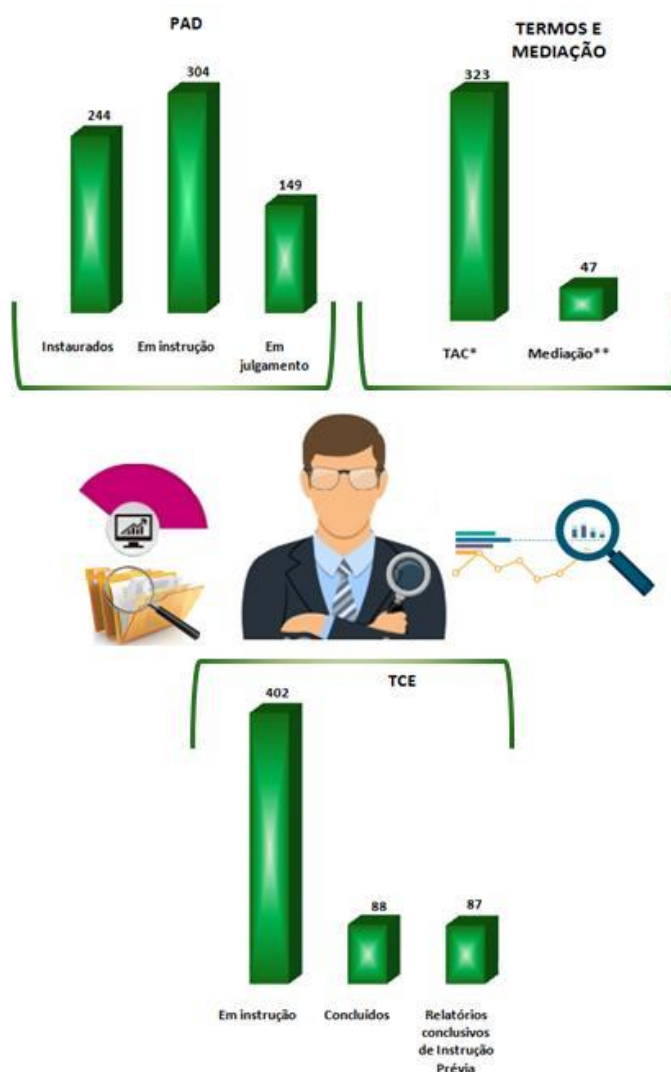 PAD
304
244
149
Instaurados
Em instrução
Em
julgamento
TERMOS E
MEDIAÇÃO
323
47
TAC*
Mediação**
TCE
402
88
87
Em instrução
Concluídos
Relatórios
conclusivos
de Instrução
Prévia